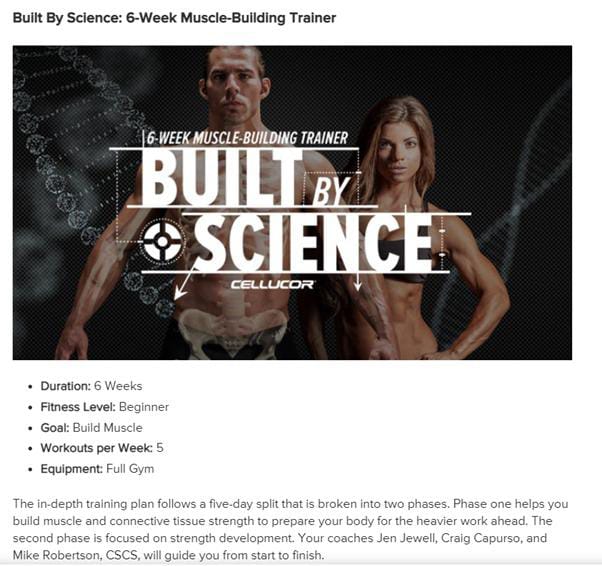 Built By Science: 6-Week Muscle-Building Trainer
6-WEEK MUSCLE-BUILDING TRAINER
BUILT BY
SCIENCE
CELLUCOR
• Duration: 6 Weeks
• Fitness Level: Beginner
• Goal: Build Muscle
• Workouts per Week: 5
• Equipment: Full Gym
The in-depth training plan follows a five-day split that is broken into two phases. Phase one helps you
build muscle and connective tissue strength to prepare your body for the heavier work ahead. The
second phase is focused on strength development. Your coaches Jen Jewell, Craig Capurso, and
Mike Robertson, CSCS, will guide you from start to finish.